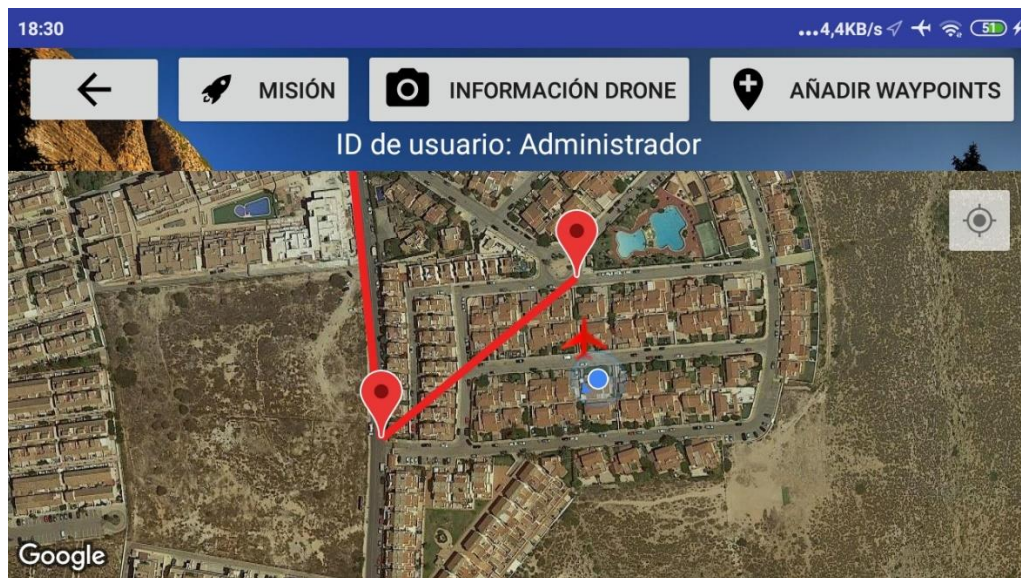 18:30
...4,4KB/s
51
MISIÓN
INFORMACIÓN DRONE
AÑADIR WAYPOINTS
ID de usuario: Administrador
Google